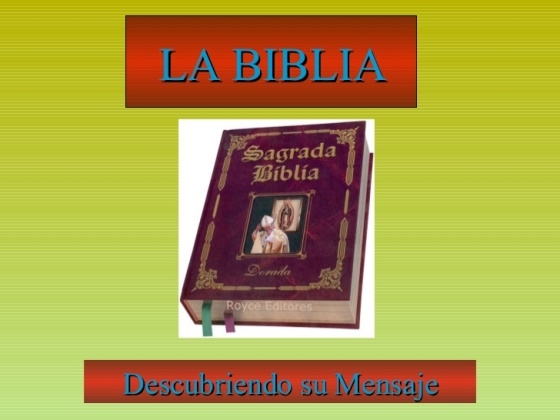 LA BIBLIA
Sagrada
Biblia
Dorada
Royce Editores
Descubriendo su Mensaje